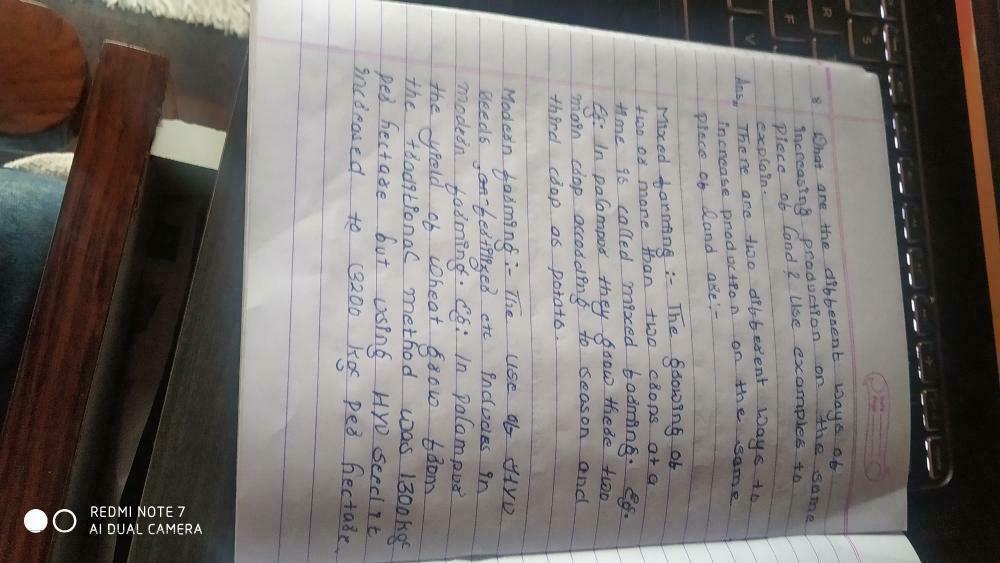 8. What are the different ways of
increasing production on the same
piece of land? Use examples to
explain.
Ans,, There are two different ways to
increase production on the same
piece of land are:-
Mixed farming :- The growing of
two or more than two crops at a
time is called mixed farming. Eg:
Eg: In palampur they grow these two
main crop according to season and
third crop as potato.
Modern farming :- The use of HYV
seeds or fertilized etc includes in
modern farming. Eg: In palampur
the yield of wheat grow from
the traditional method was 1300kg
per hectare but using HYV seed it
increased to 3200 kg per hectare.
REDMI NOTE 7
AI DUAL CAMERA